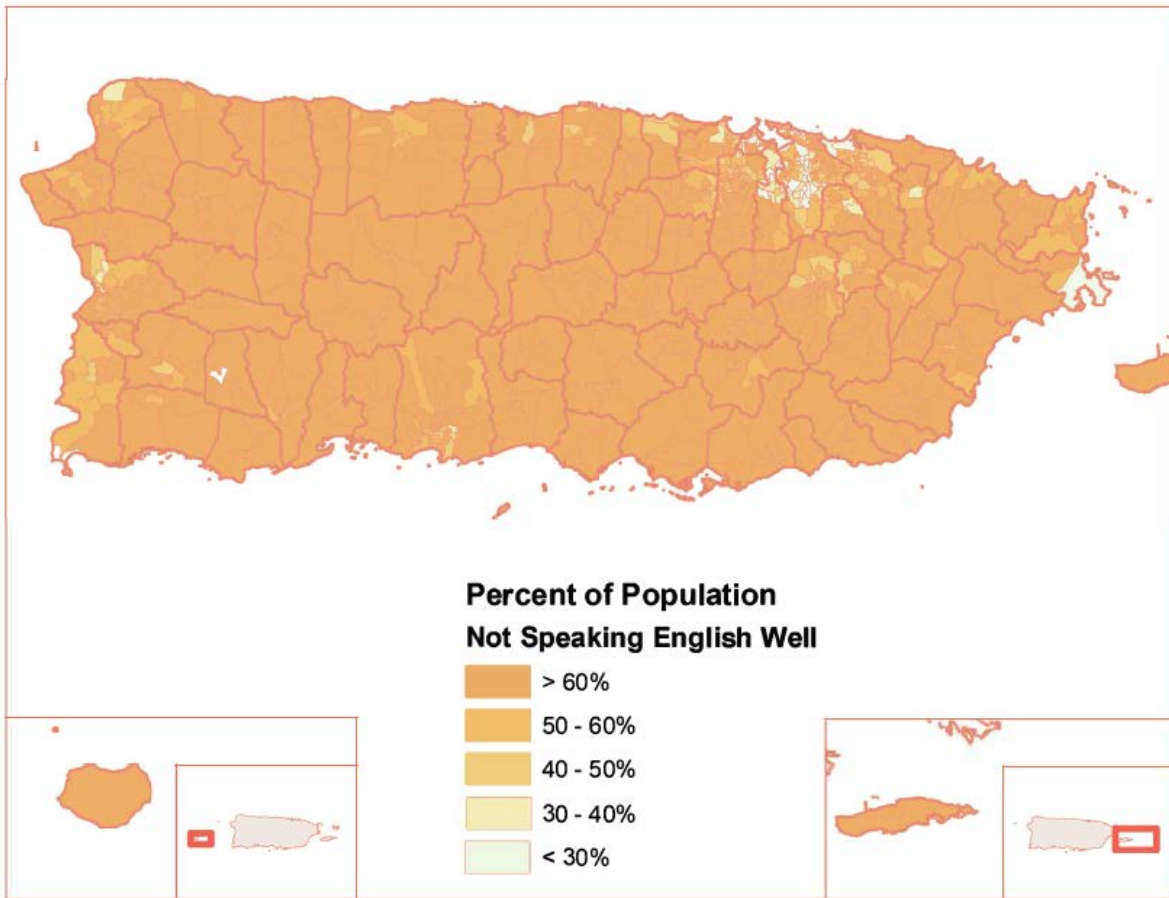 Percent of Population
Not Speaking English Well
> 60%
50 - 60%
40 - 50%
30 - 40%
< 30%